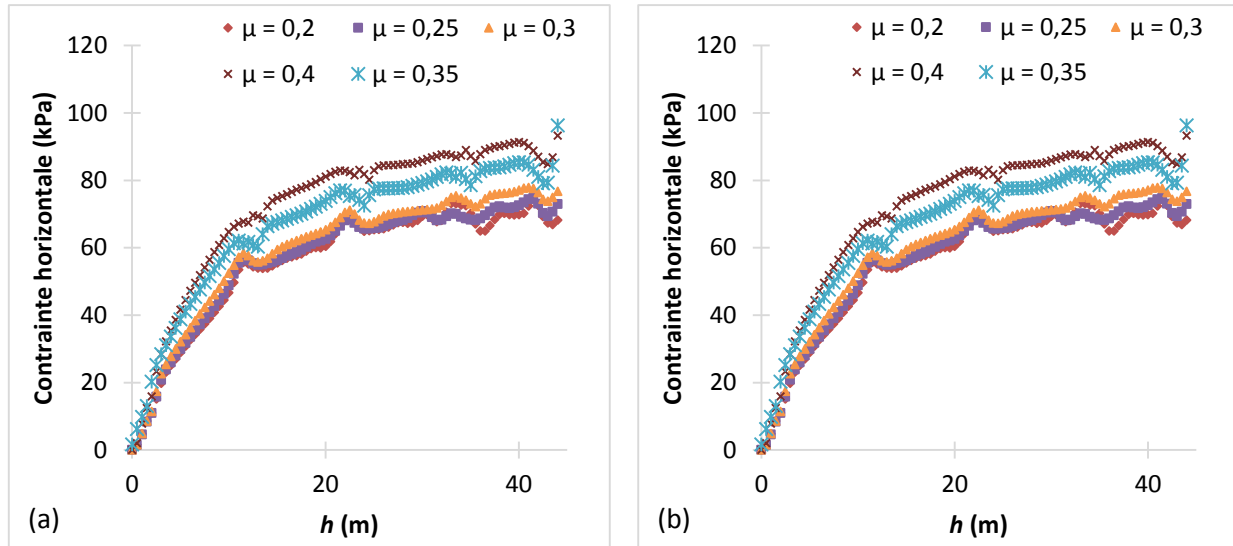 μ = 0,2 μ = 0,25 μ = 0,3
μ = 0,4 μ = 0,35
Contrainte horizontale (kPa)
120
100
80
60
40
20
0
0 20 40
h (m)
(a)
μ = 0,2 μ = 0,25 μ = 0,3
μ = 0,4 μ = 0,35
Contrainte horizontale (kPa)
120
100
80
60
40
20
0
0 20 40
h (m)
(b)